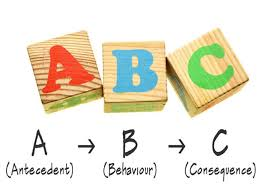 A B C
A → B → C
(Antecedent) (Behaviour) (Consequence)